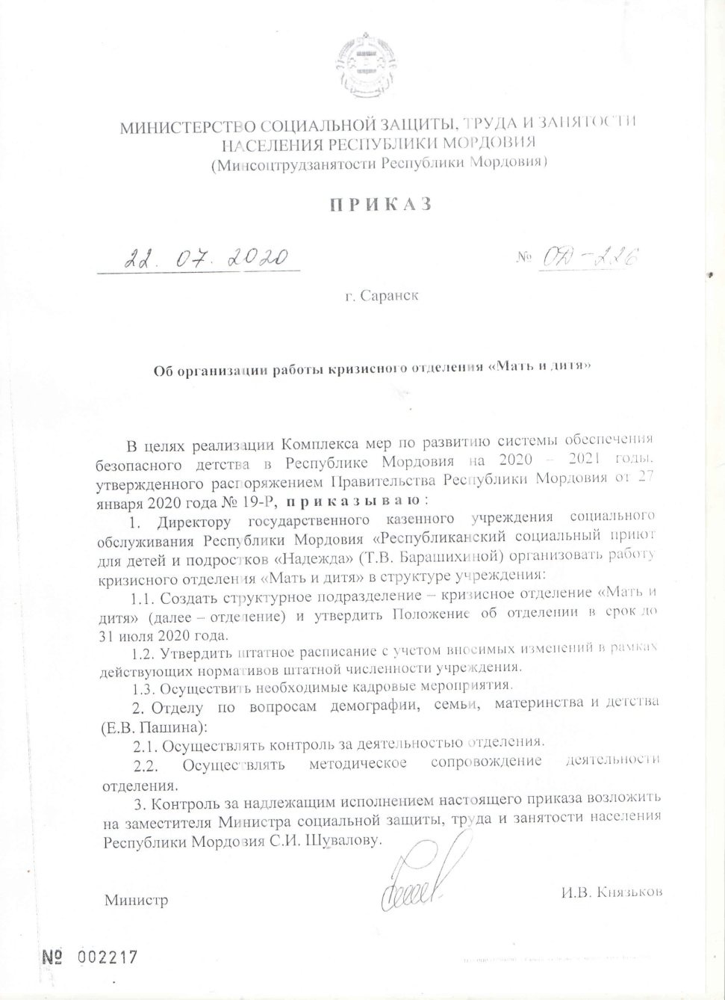 МИНИСТЕРСТВО СОЦИАЛЬНОЙ ЗАЩИТЫ, ТРУДА И ЗАНЯТОСТИ
НАСЕЛЕНИЯ РЕСПУБЛИКИ МОРДОВИЯ
(Минсоцтрудзанятости Республики Мордовия)
П Р И К А З
22. 07. 2020 № ОД-226
г. Саранск
Об организации работы кризисного отделения «Мать и дитя»
В целях реализации Комплекса мер по развитию системы обеспечения
безопасного детства в Республике Мордовия на 2020 – 2021 годы,
утвержденного распоряжением Правительства Республики Мордовия от 27
января 2020 года № 19-Р, п р и к а з ы в а ю :
1. Директору государственного казенного учреждения социального
обслуживания Республики Мордовия «Республиканский социальный приют
для детей и подростков «Надежда» (Т.В. Барашихиной) организовать работу
кризисного отделения «Мать и дитя» в структуре учреждения:
1.1. Создать структурное подразделение – кризисное отделение «Мать и
дитя» (далее – отделение) и утвердить Положение об отделении в срок до
31 июля 2020 года.
1.2. Утвердить штатное расписание с учетом вносимых изменений в рамках
действующих нормативов штатной численности учреждения.
1.3. Осуществить необходимые кадровые мероприятия.
2. Отделу по вопросам демографии, семьи, материнства и детства
(Е.В. Пашина):
2.1. Осуществлять контроль за деятельностью отделения.
2.2. Осуществлять методическое сопровождение деятельности
отделения.
3. Контроль за надлежащим исполнением настоящего приказа возложить
на заместителя Министра социальной защиты, труда и занятости населения
Республики Мордовия С.И. Шувалову.
Министр И.В. Князьков
№ 002217